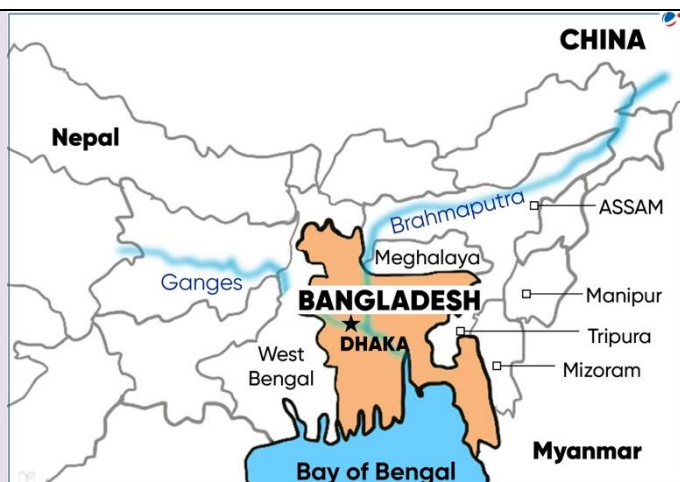 CHINA
Nepal
Brahmaputra
ASSAM
Meghalaya
Ganges
BANGLADESH
Manipur
DHAKA
Tripura
West
Bengal
Mizoram
Myanmar
Bay of Bengal